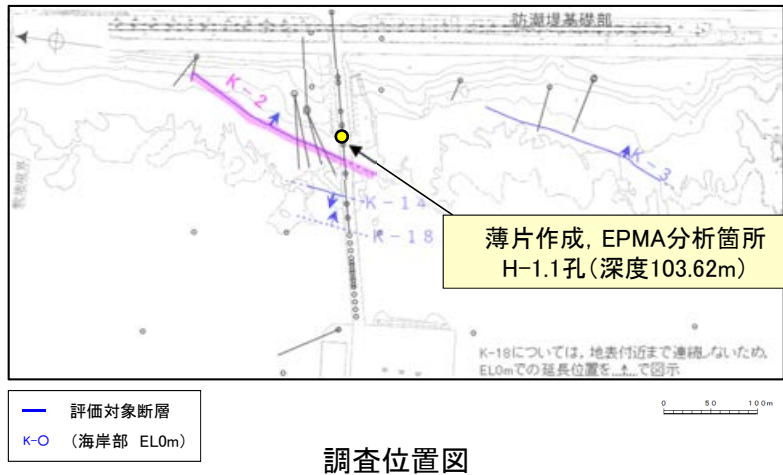 防潮堤基礎部
K-2
K-3
K-14
K-18
敷地境界
薄片作成，EPMA分析箇所
H-1.1孔（深度103.62m）
K-18については，地表付近まで連続しないため，
EL0mでの延長位置を...で図示
評価対象断層
K-○ （海岸部 EL0m）
0 50 100m
調査位置図